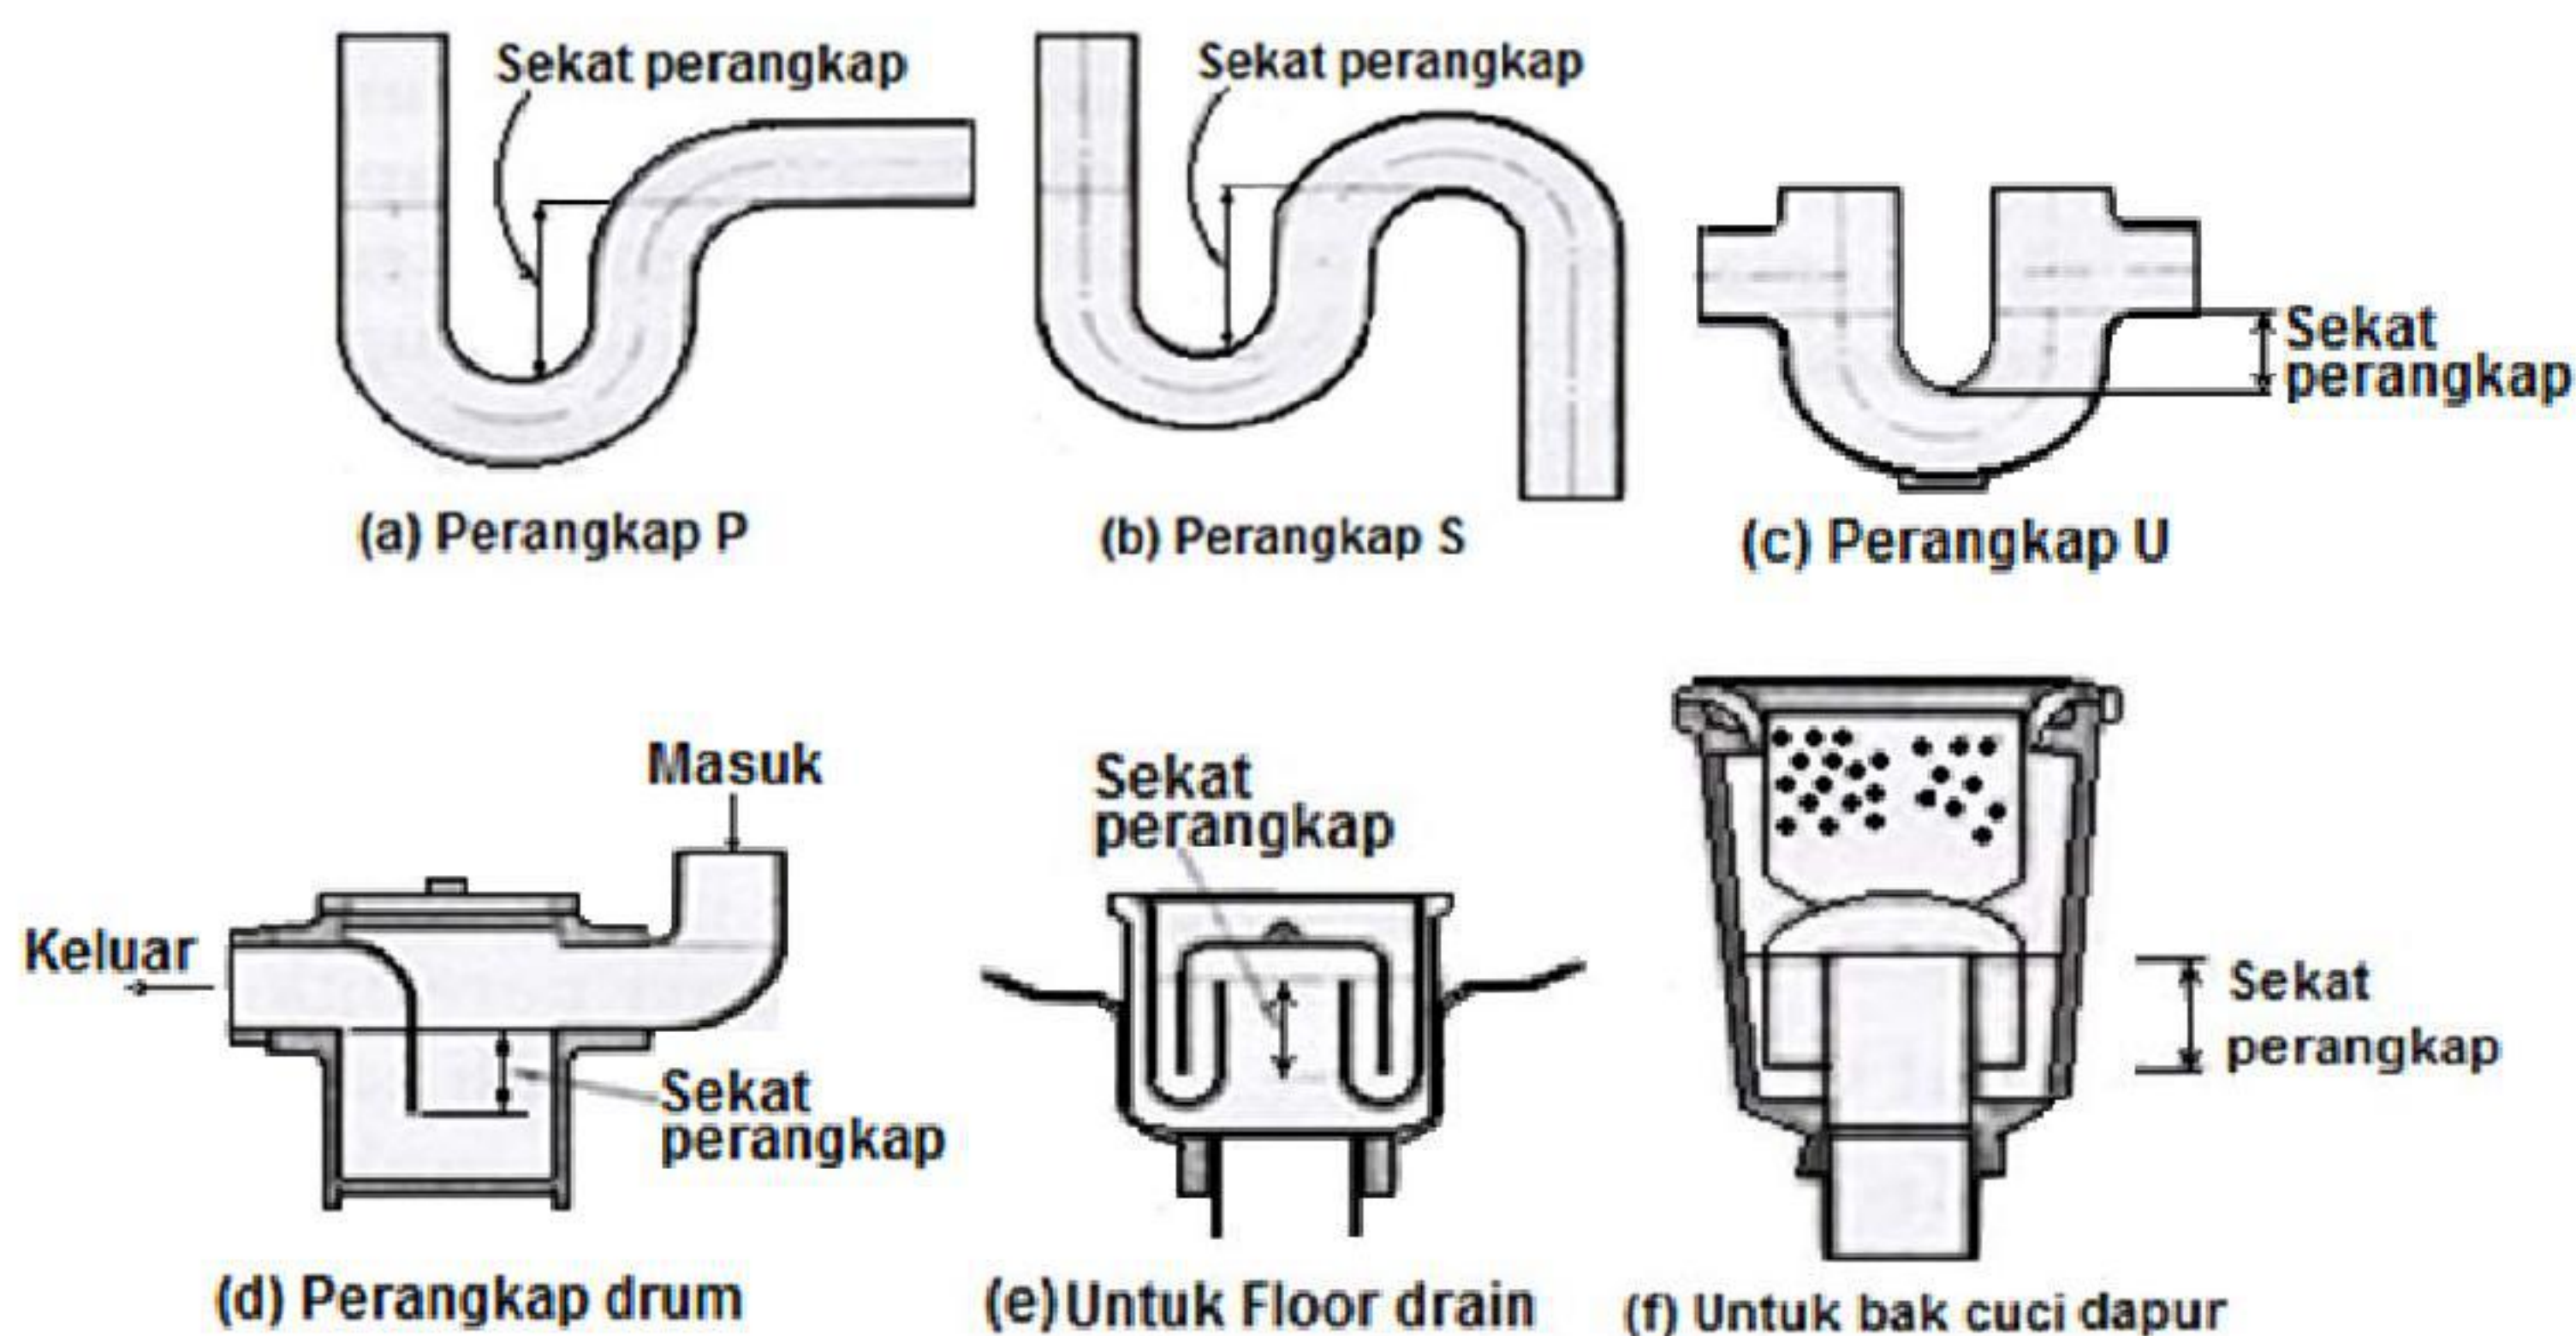 Sekat perangkap
Sekat perangkap
Sekat
perangkap
(a) Perangkap P
(b) Perangkap S
(c) Perangkap U
Masuk
Keluar
Sekat
perangkap
Sekat
perangkap
Sekat
perangkap
(d) Perangkap drum
(e)Untuk Floor drain
(f) Untuk bak cuci dapur